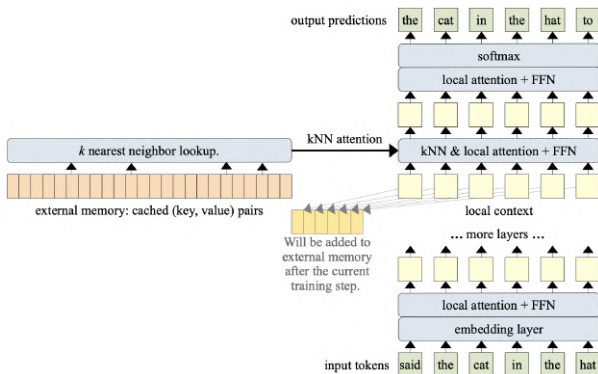 output predictions the cat in the hat to
softmax
local attention + FFN
kNN attention
k nearest neighbor lookup.
kNN & local attention + FFN
external memory: cached (key, value) pairs
local context
Will be added to
external memory
after the current
training step.
... more layers ...
local attention + FFN
embedding layer
input tokens said the cat in the hat